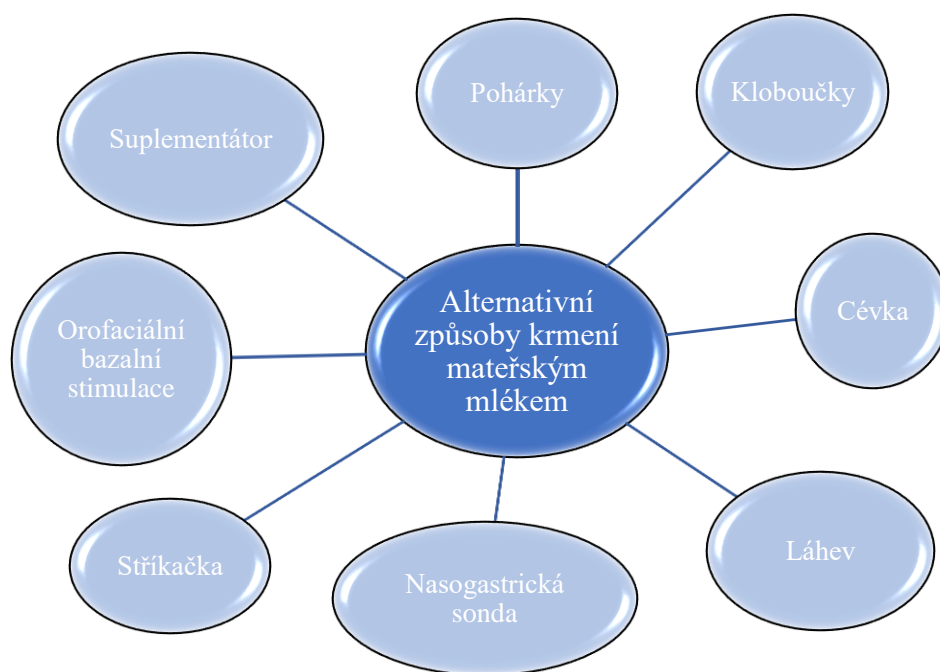 Pohárky
Kloboučky
Suplementátor
Alternativní
způsoby krmení
mateřským
mlékem
Cévka
Orofaciální
bazalní
stimulace
Stříkačka
Nasogastrická
sonda
Láhev